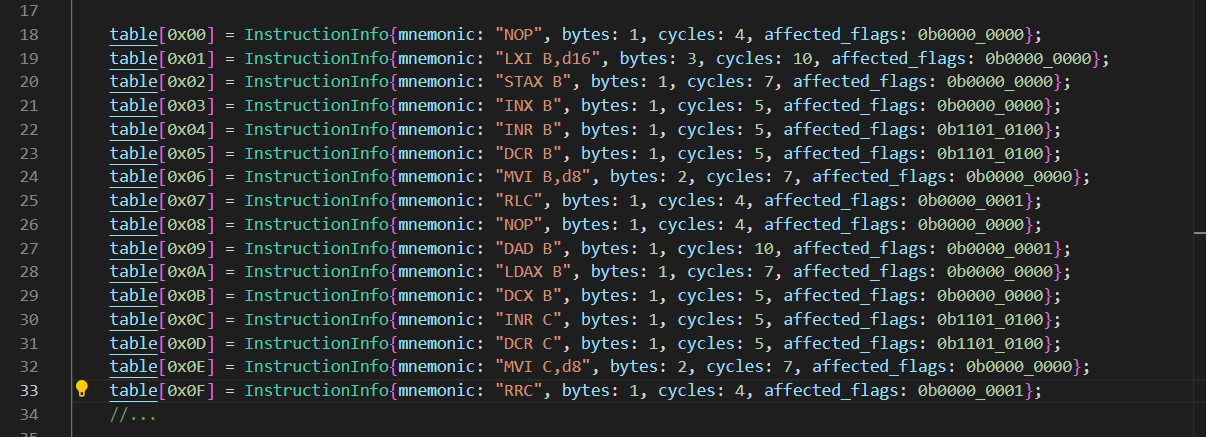 17
18 table[0x00] = InstructionInfo{mnemonic: "NOP", bytes: 1, cycles: 4, affected_flags: 0b0000_0000};
19 table[0x01] = InstructionInfo{mnemonic: "LXI B,d16", bytes: 3, cycles: 10, affected_flags: 0b0000_0000};
20 table[0x02] = InstructionInfo{mnemonic: "STAX B", bytes: 1, cycles: 7, affected_flags: 0b0000_0000};
21 table[0x03] = InstructionInfo{mnemonic: "INX B", bytes: 1, cycles: 5, affected_flags: 0b0000_0000};
22 table[0x04] = InstructionInfo{mnemonic: "INR B", bytes: 1, cycles: 5, affected_flags: 0b1101_0100};
23 table[0x05] = InstructionInfo{mnemonic: "DCR B", bytes: 1, cycles: 5, affected_flags: 0b1101_0100};
24 table[0x06] = InstructionInfo{mnemonic: "MVI B,d8", bytes: 2, cycles: 7, affected_flags: 0b0000_0000};
25 table[0x07] = InstructionInfo{mnemonic: "RLC", bytes: 1, cycles: 4, affected_flags: 0b0000_0001};
26 table[0x08] = InstructionInfo{mnemonic: "NOP", bytes: 1, cycles: 4, affected_flags: 0b0000_0000};
27 table[0x09] = InstructionInfo{mnemonic: "DAD B", bytes: 1, cycles: 10, affected_flags: 0b0000_0001};
28 table[0x0A] = InstructionInfo{mnemonic: "LDAX B", bytes: 1, cycles: 7, affected_flags: 0b0000_0000};
29 table[0x0B] = InstructionInfo{mnemonic: "DCX B", bytes: 1, cycles: 5, affected_flags: 0b0000_0000};
30 table[0x0C] = InstructionInfo{mnemonic: "INR C", bytes: 1, cycles: 5, affected_flags: 0b1101_0100};
31 table[0x0D] = InstructionInfo{mnemonic: "DCR C", bytes: 1, cycles: 5, affected_flags: 0b1101_0100};
32 table[0x0E] = InstructionInfo{mnemonic: "MVI C,d8", bytes: 2, cycles: 7, affected_flags: 0b0000_0000};
33 table[0x0F] = InstructionInfo{mnemonic: "RRC", bytes: 1, cycles: 4, affected_flags: 0b0000_0001};
34 //...